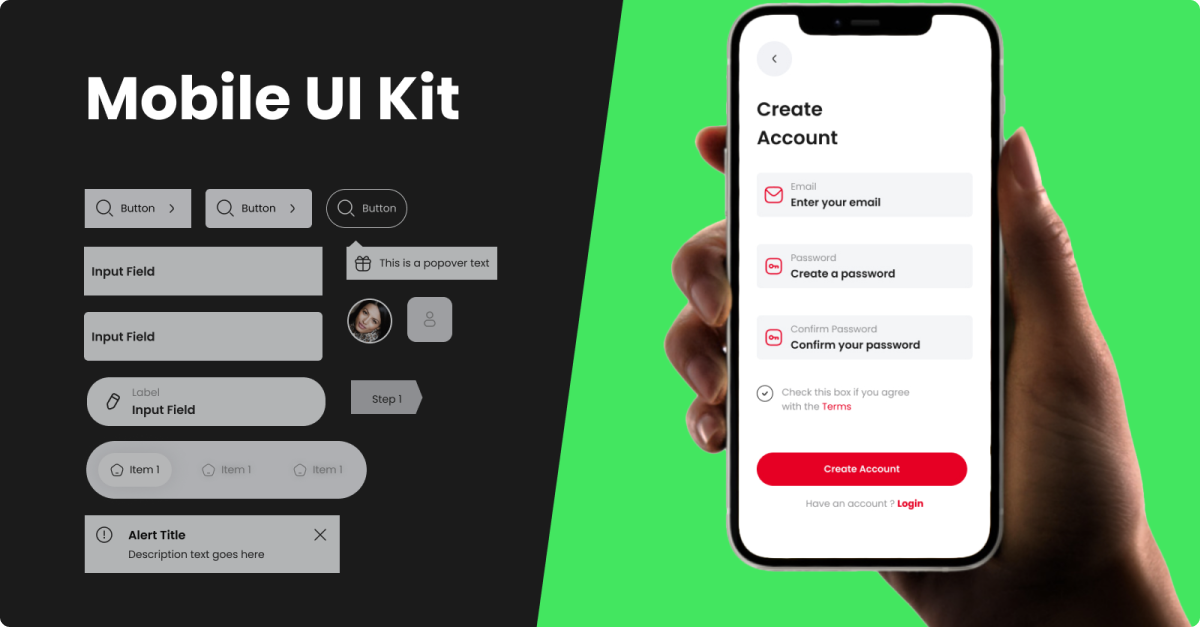 Mobile UI Kit
Button
Button
Button
Input Field
This is a popover text
Input Field
Label
Input Field
Step 1
Item 1
Item 1
Item 1
Alert Title
Description text goes here
Create
Account
Email
Enter your email
Password
Create a password
Confirm Password
Confirm your password
Check this box if you agree
with the Terms
Create Account
Have an account ? Login